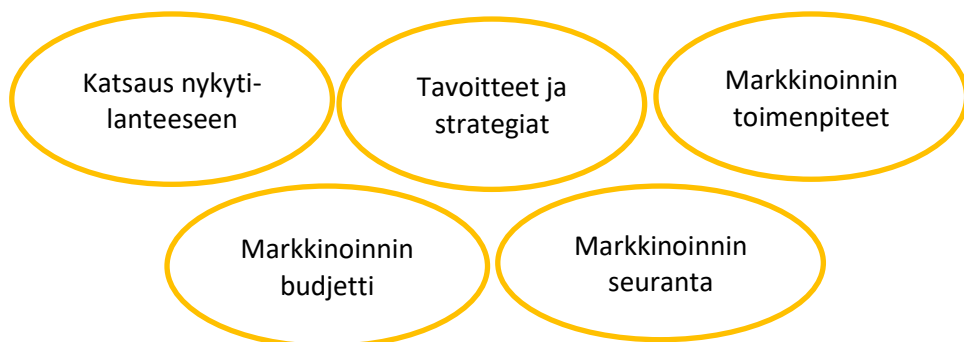 Katsaus nykyti-
lanteeseen
Tavoitteet ja
strategiat
Markkinoinnin
toimenpiteet
Markkinoinnin
budjetti
Markkinoinnin
seuranta